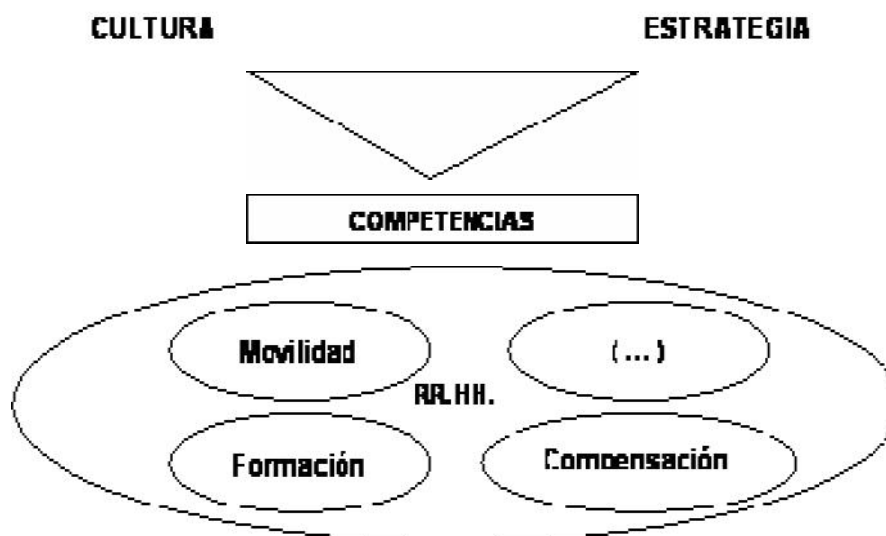 CULTURA ESTRATEGIA
COMPETENCIAS
Movilidad (...)
RR.HH.
Formación Compensación